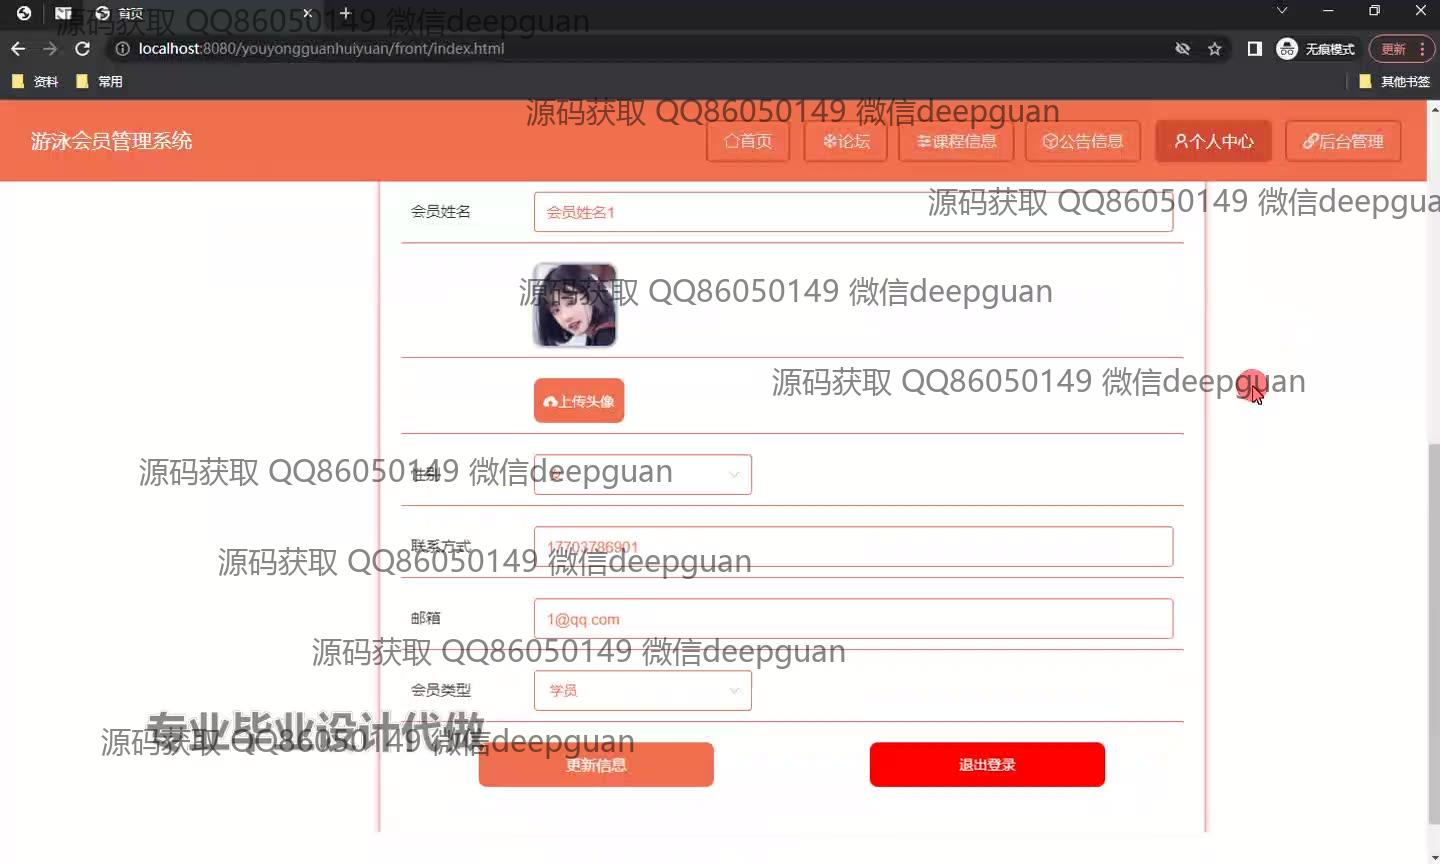 首页
源码获取 QQ86050149 微信deepguan
localhost:8080/youyongguanhuiyuan/front/index.html
无痕模式
更新
资料
常用
其他书签
源码获取 QQ86050149 微信deepguan
游泳会员管理系统
首页
论坛
课程信息
公告信息
个人中心
后台管理
源码获取 QQ86050149 微信deepgua
会员姓名
会员姓名1
源码获取 QQ86050149 微信deepguan
源码获取 QQ86050149 微信deepguan
上传头像
源码获取 QQ86050149 微信deepguan
性别
联系方式
17703786901
源码获取 QQ86050149 微信deepguan
邮箱
1@qq.com
源码获取 QQ86050149 微信deepguan
会员类型
学员
专业毕业设计代做
源码获取 QQ86050149 微信deepguan
更新信息
退出登录